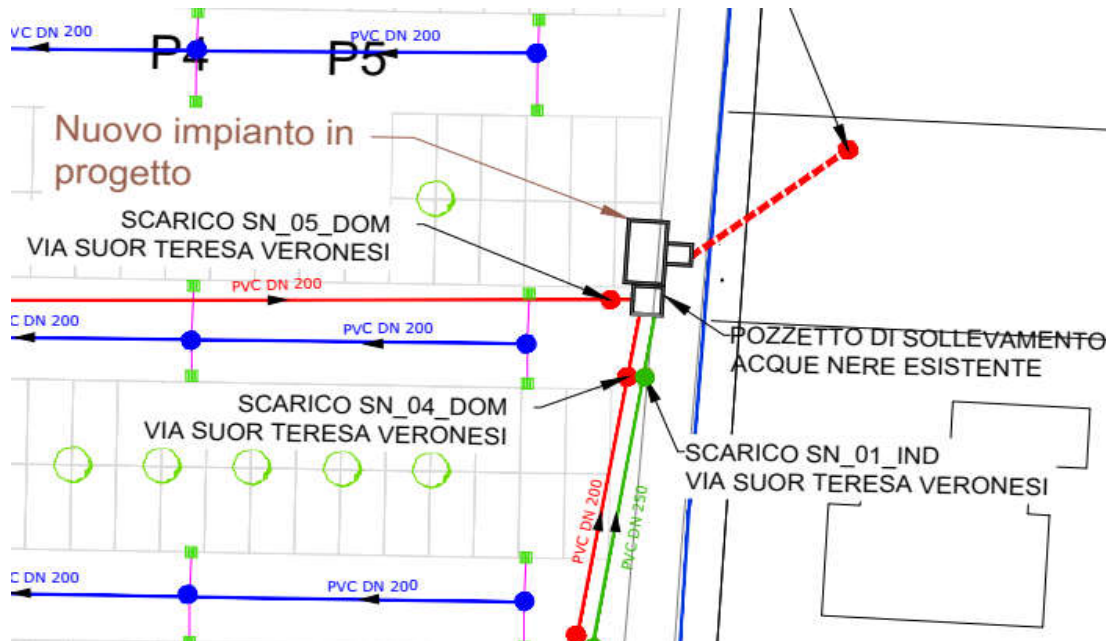 VC DN 200
PVC DN 200
P4
P5
Nuovo impianto in
progetto
SCARICO SN_05_DOM
VIA SUOR TERESA VERONESI
PVC DN 200
C DN 200
PVC DN 200
POZZETTO DI SOLLEVAMENTO
ACQUE NERE ESISTENTE
SCARICO SN_04_DOM
VIA SUOR TERESA VERONESI
SCARICO SN_01_IND
VIA SUOR TERESA VERONESI
PVC DN 200
PVC DN 250
C DN 200
PVC DN 200